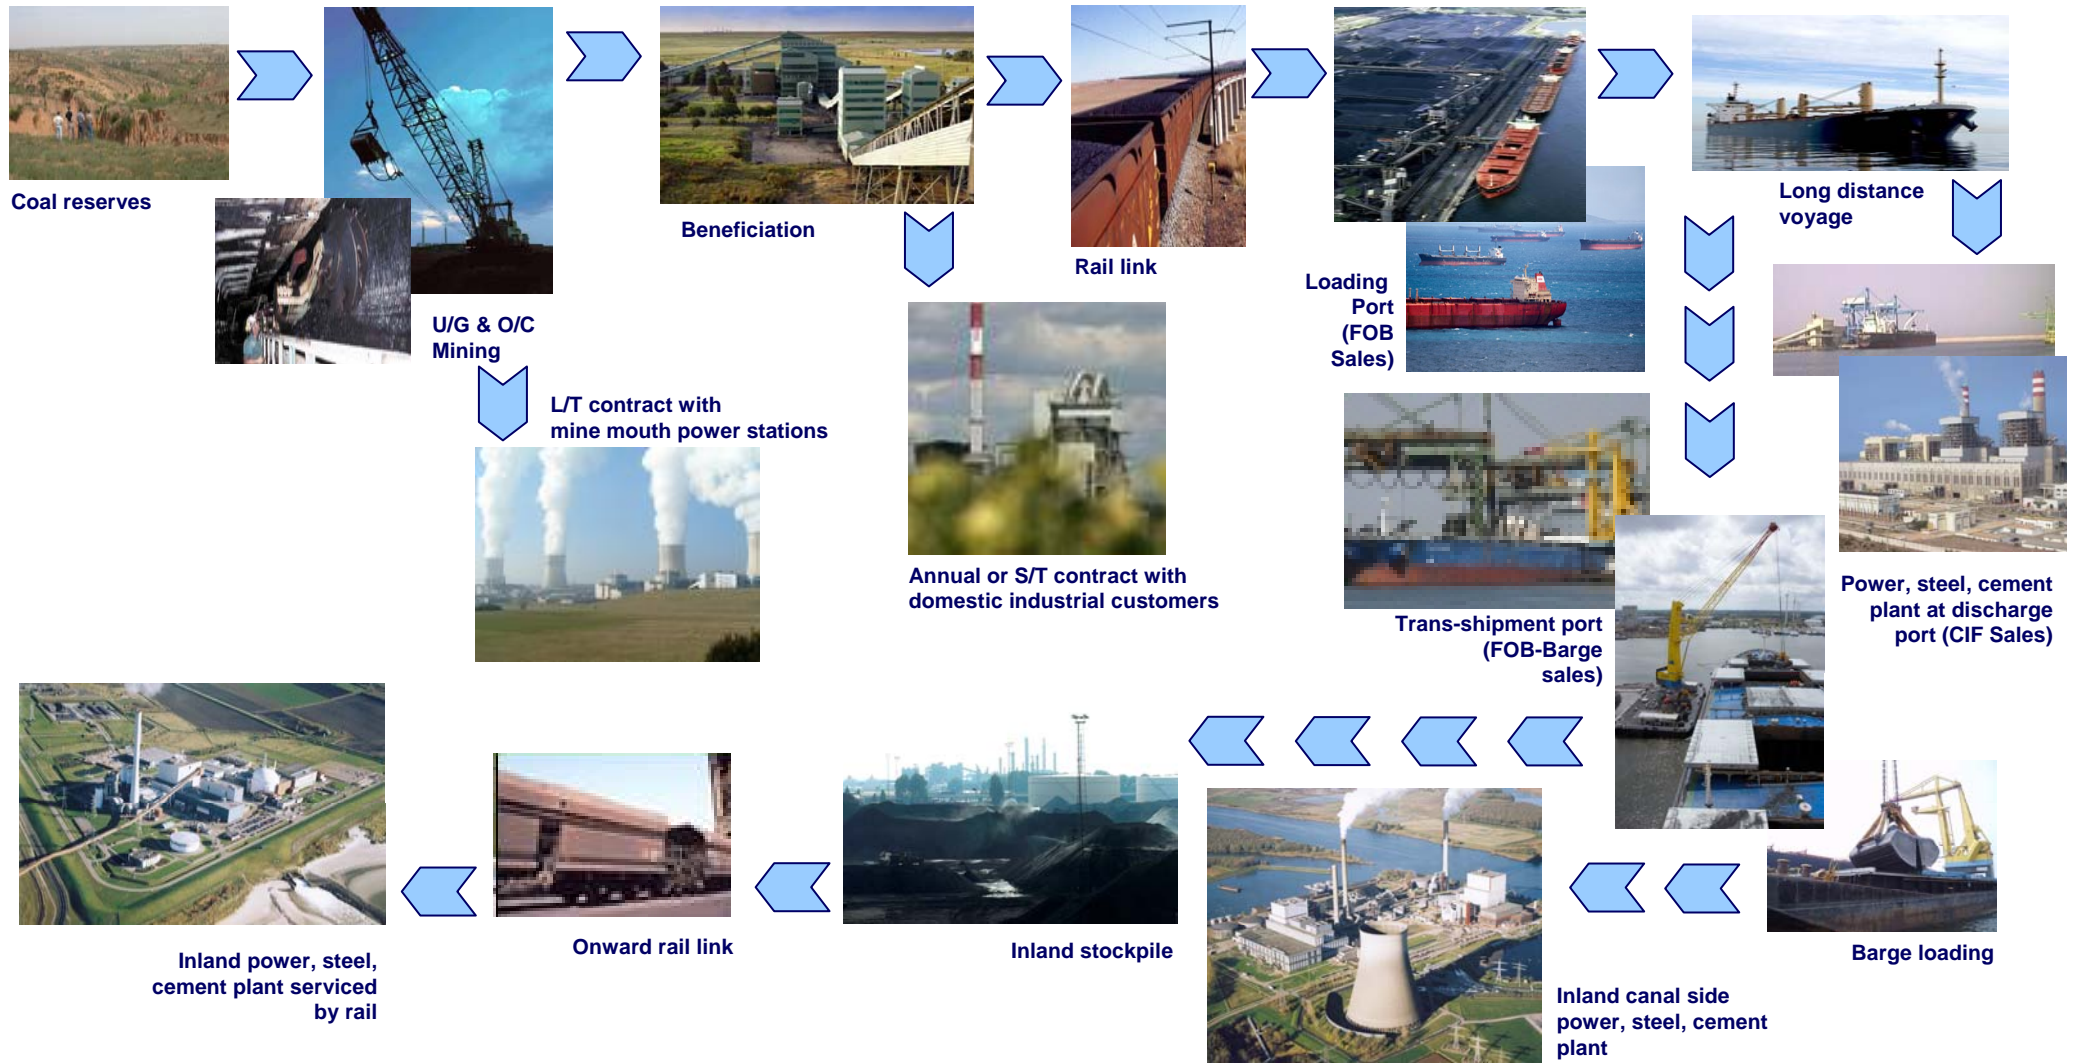 Coal reserves
U/G & O/C
Mining
L/T contract with
mine mouth power stations
Beneficiation
Annual or S/T contract with
domestic industrial customers
Rail link
Loading
Port
(FOB
Sales)
Long distance
voyage
Power, steel, cement
plant at discharge
port (CIF Sales)
Trans-shipment port
(FOB-Barge
sales)
Barge loading
Inland canal side
power, steel, cement
plant
Inland stockpile
Onward rail link
Inland power, steel,
cement plant serviced
by rail